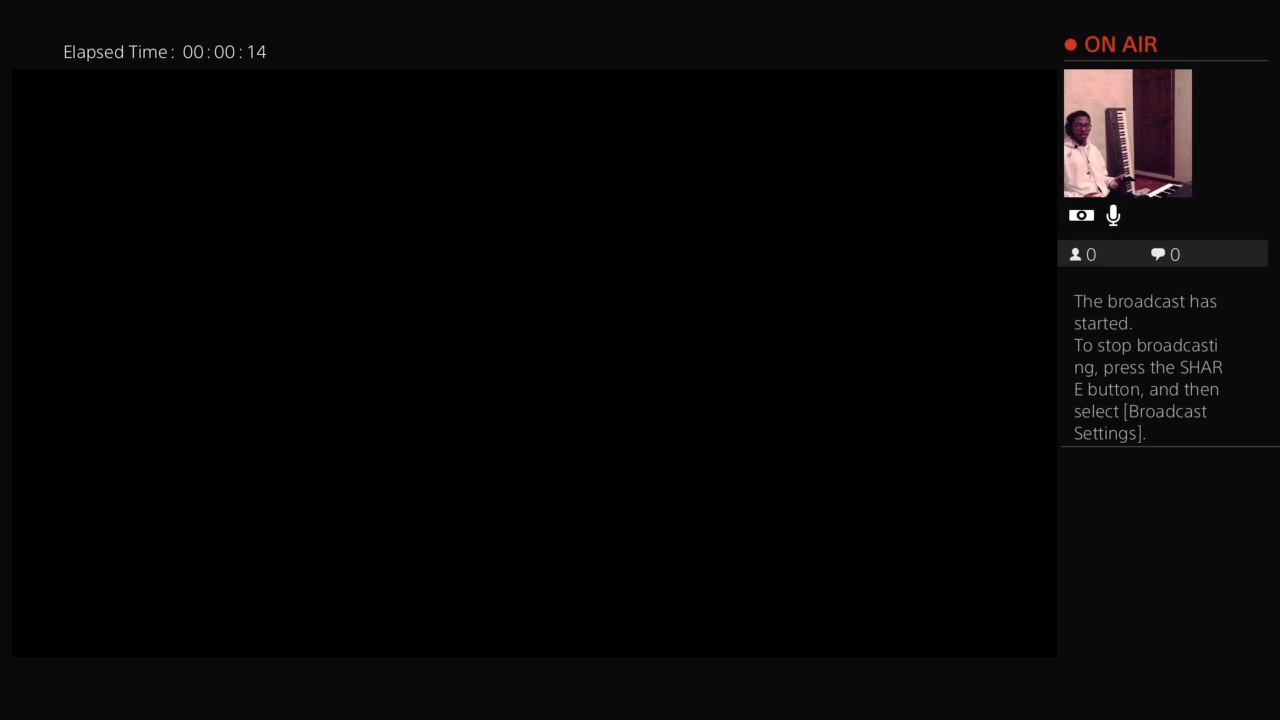 Elapsed Time: 00:00:14
ON AIR
0 0
The broadcast has
started.
To stop broadcasti
ng, press the SHAR
E button, and then
select [Broadcast
Settings].